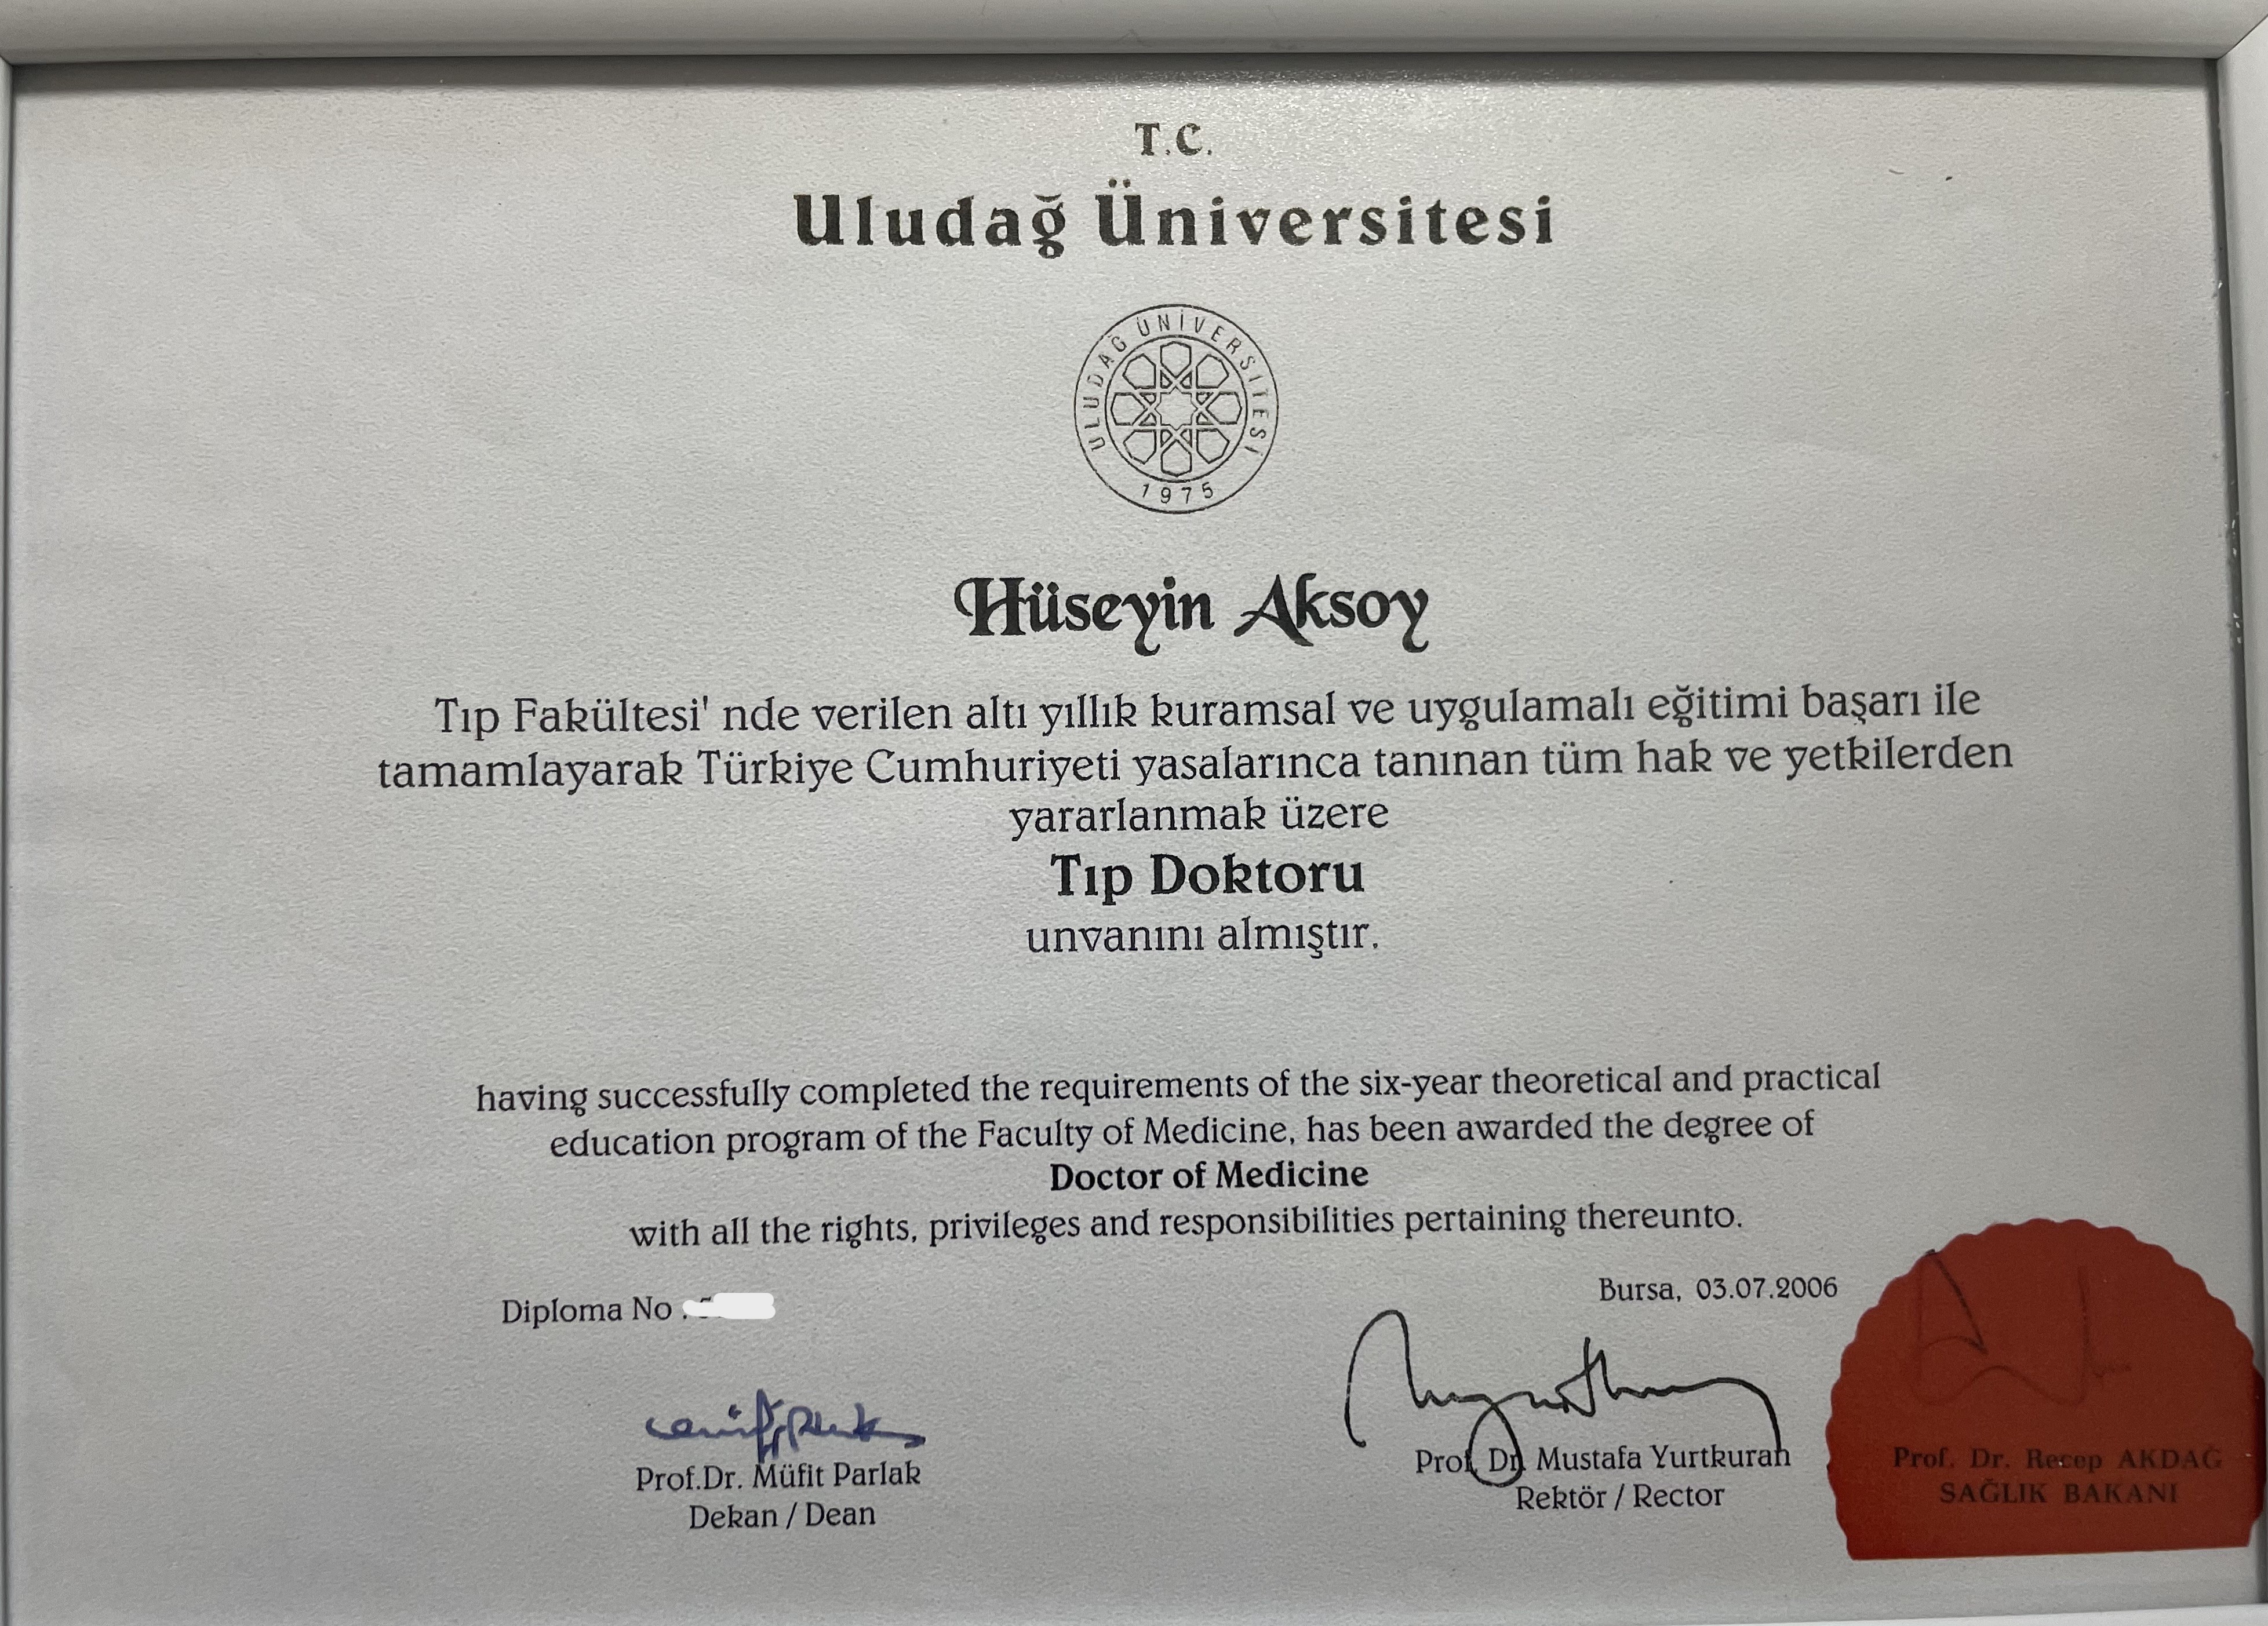 T.C.
Uludağ Üniversitesi
ULUDAĞ ÜNİVERSİTESİ
1975
Hüseyin Aksoy
Tıp Fakültesi' nde verilen altı yıllık kuramsal ve uygulamalı eğitimi başarı ile
tamamlayarak Türkiye Cumhuriyeti yasalarınca tanınan tüm hak ve yetkilerden
yararlanmak üzere
Tıp Doktoru
unvanını almıştır.
having successfully completed the requirements of the six-year theoretical and practical
education program of the Faculty of Medicine, has been awarded the degree of
Doctor of Medicine
with all the rights, privileges and responsibilities pertaining thereunto.
Bursa, 03.07.2006
Diploma No :
Prof.Dr. Müfit Parlak
Dekan / Dean
Prof. Dr. Mustafa Yurtkuran
Rektör / Rector
Prof. Dr. Recep AKDAĞ
SAĞLIK BAKANI